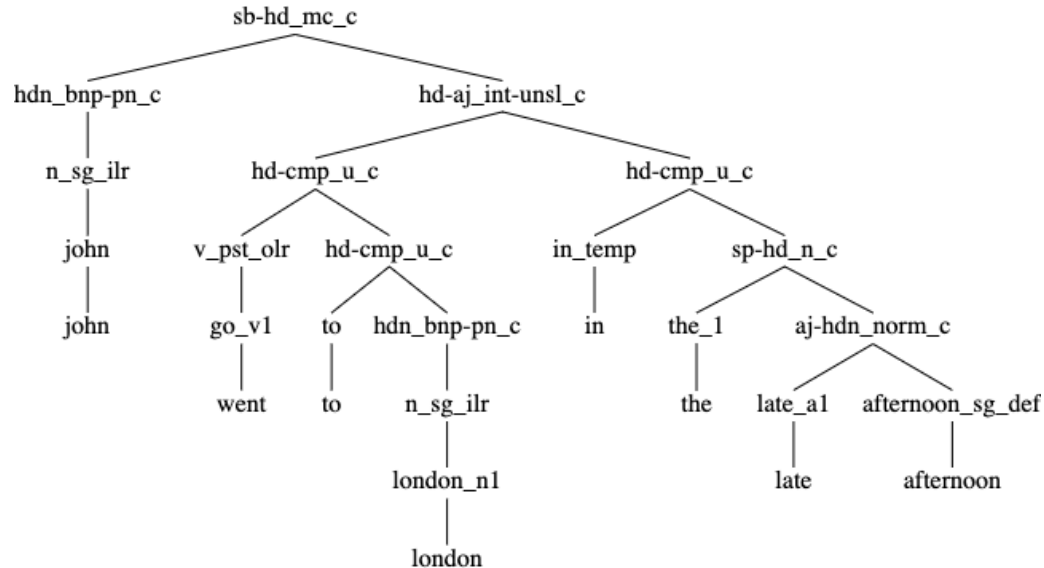 sb-hd_mc_c
hdn_bnp-pn_c hd-aj_int-unsl_c
n_sg_ilr hd-cmp_u_c hd-cmp_u_c
john v_pst_olr hd-cmp_u_c in_temp sp-hd_n_c
john go_v1 to hdn_bnp-pn_c in the_1 aj-hdn_norm_c
went to n_sg_ilr the late_a1 afternoon_sg_def
london_n1 late afternoon
london